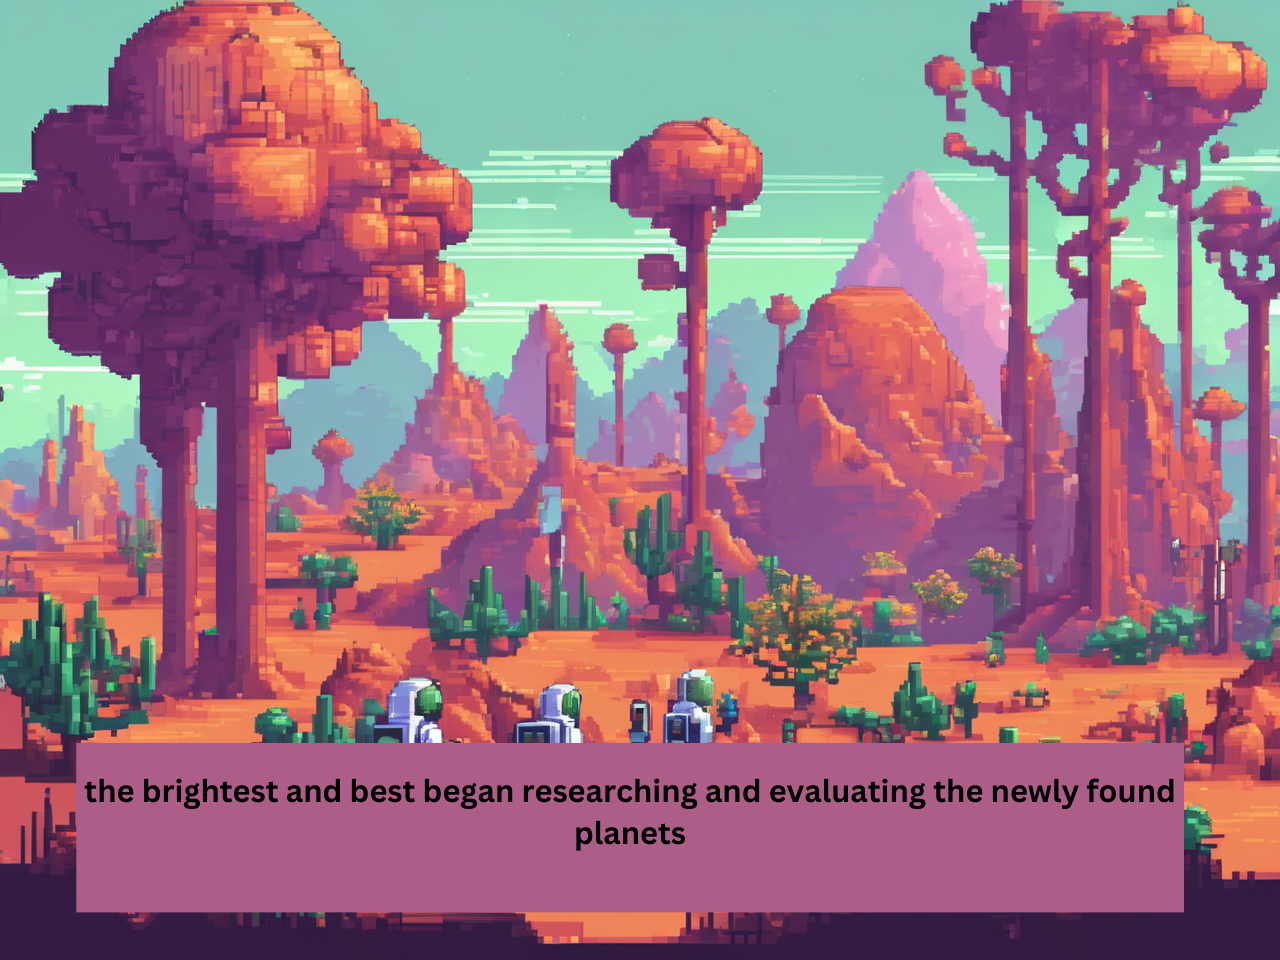 the brightest and best began researching and evaluating the newly found
planets